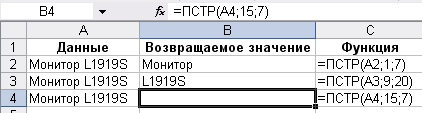 B4 fx =ПСТР(A4;15;7)
A B C
1 Данные Возвращаемое значение Функция
2 Монитор L1919S Монитор =ПСТР(A2;1;7)
3 Монитор L1919S L1919S =ПСТР(A3;9;20)
4 Монитор L1919S =ПСТР(A4;15;7)